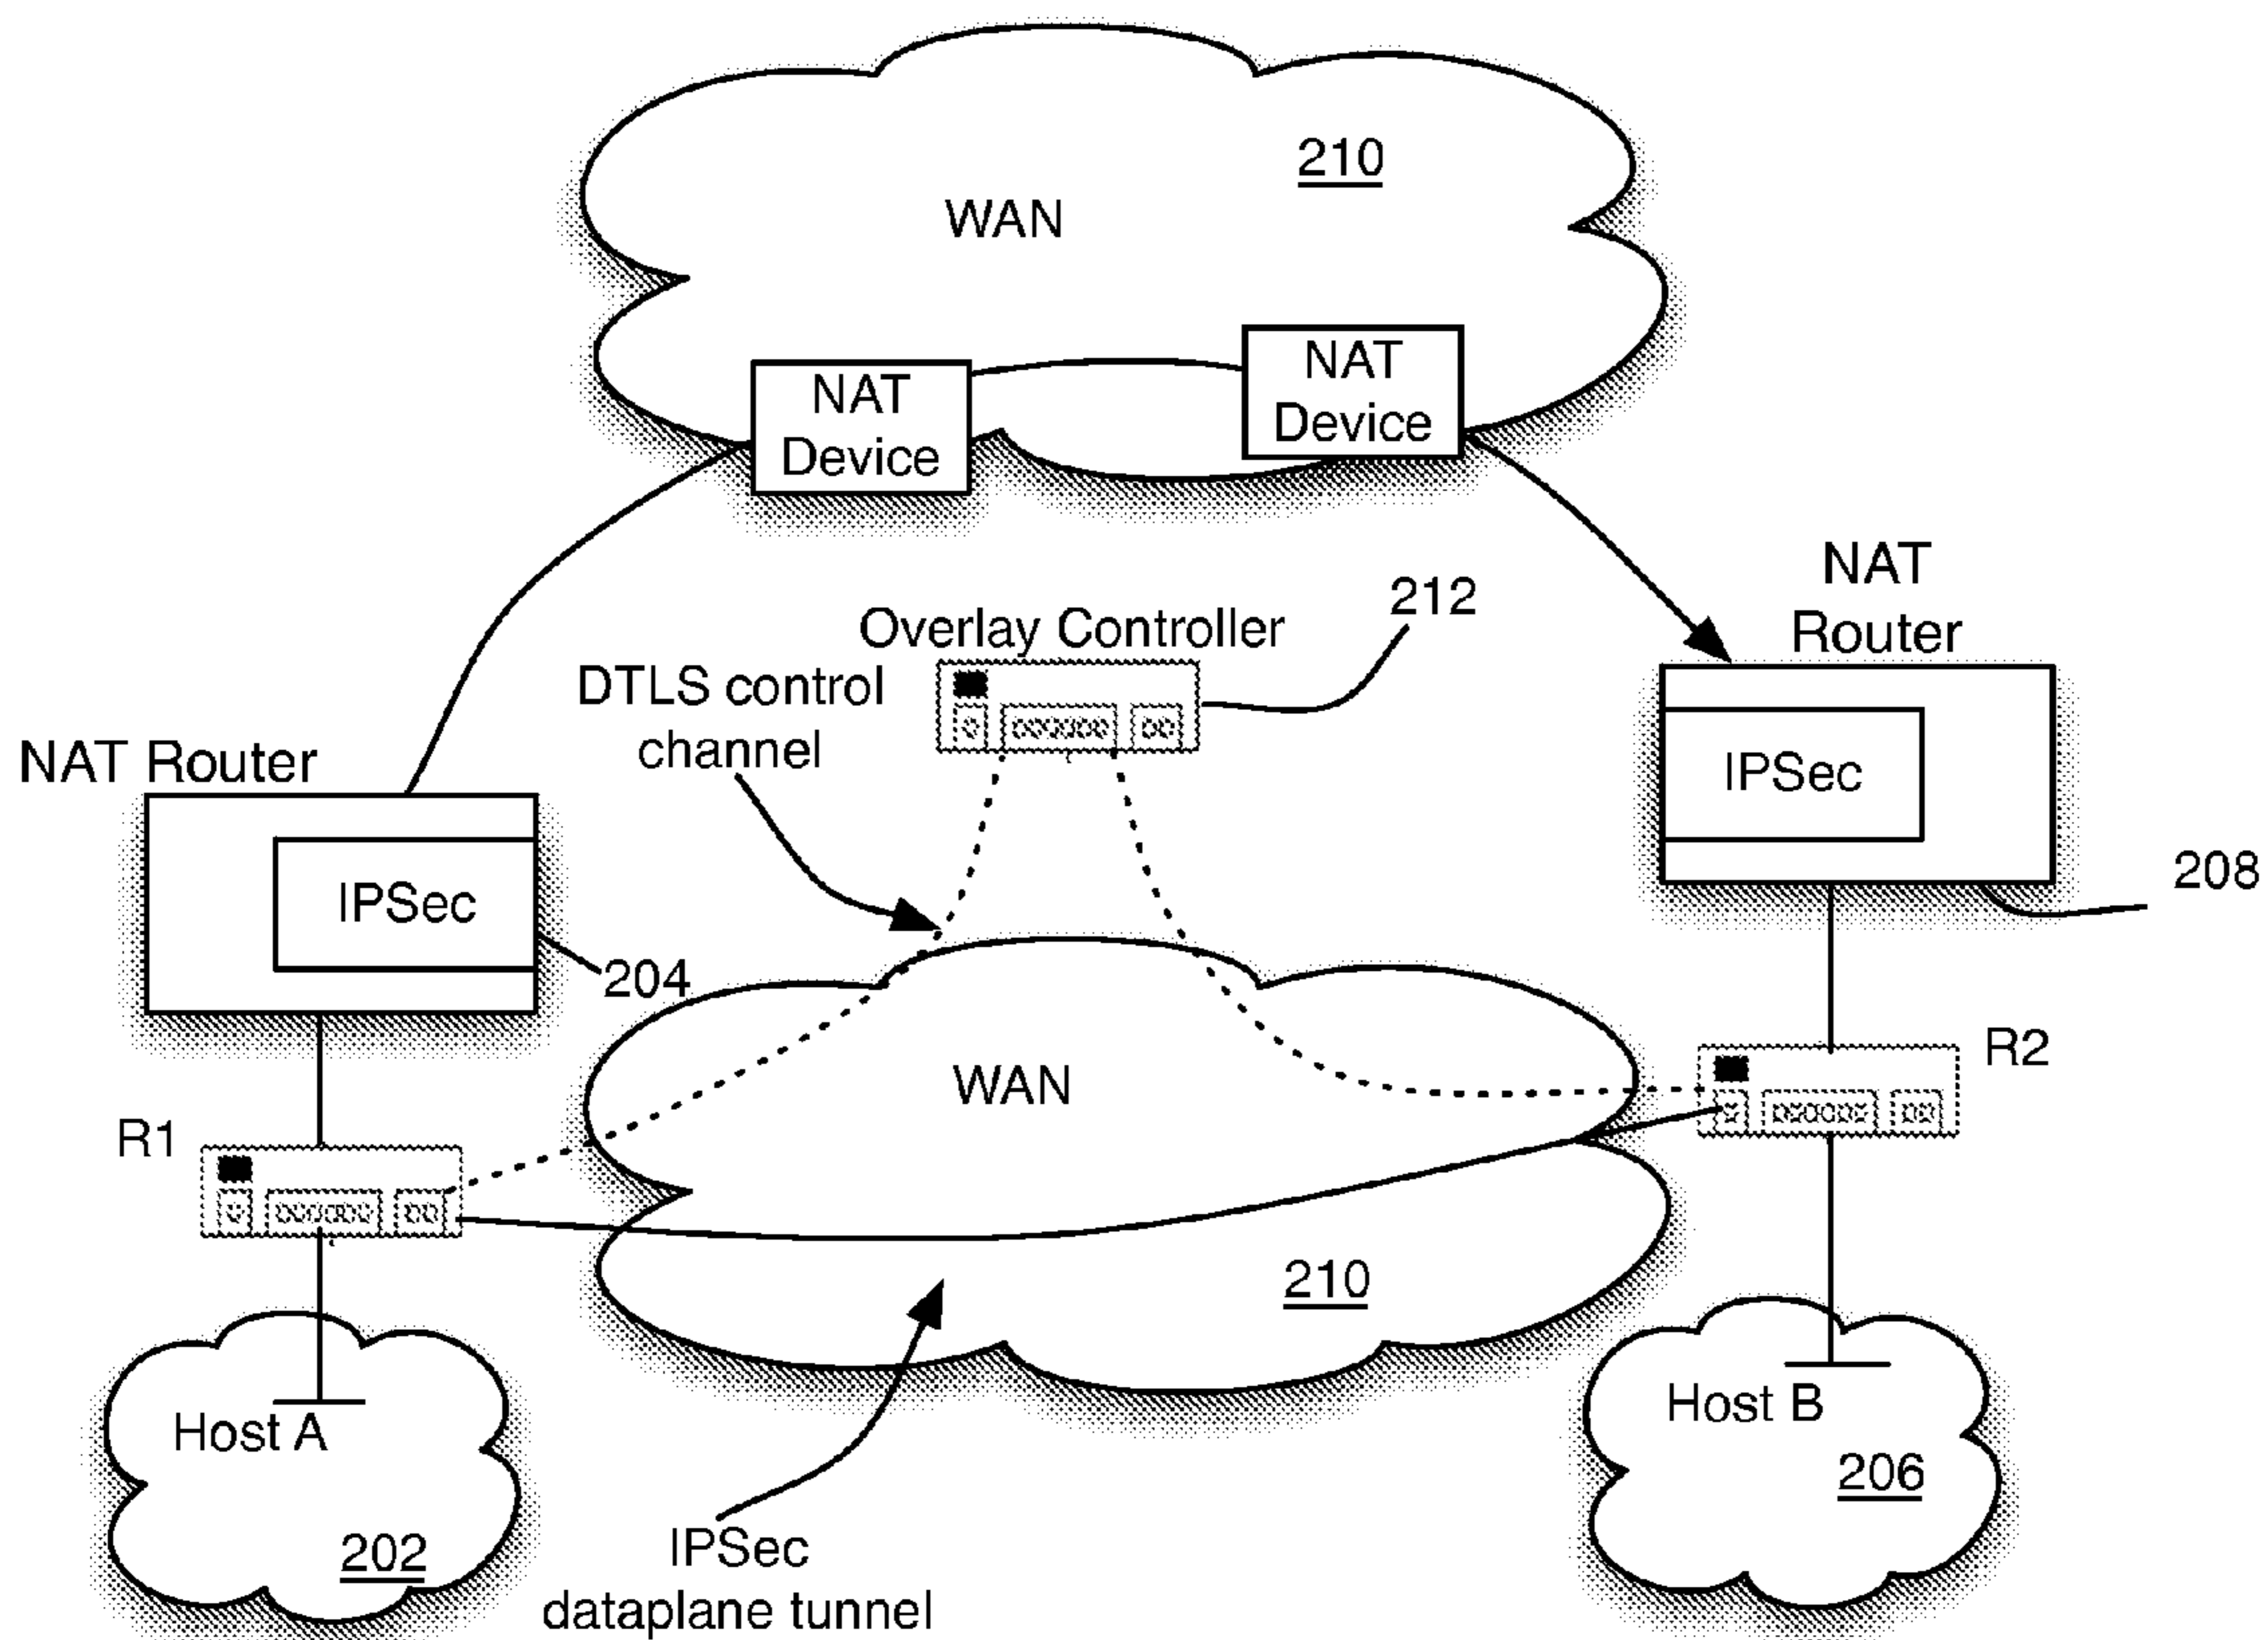 210
WAN
NAT
Device
NAT
Device
NAT
Router
212
Overlay Controller
DTLS control
channel
NAT Router
IPSec
208
IPSec
204
WAN
R2
R1
210
Host A
202
Host B
206
IPSec
dataplane tunnel